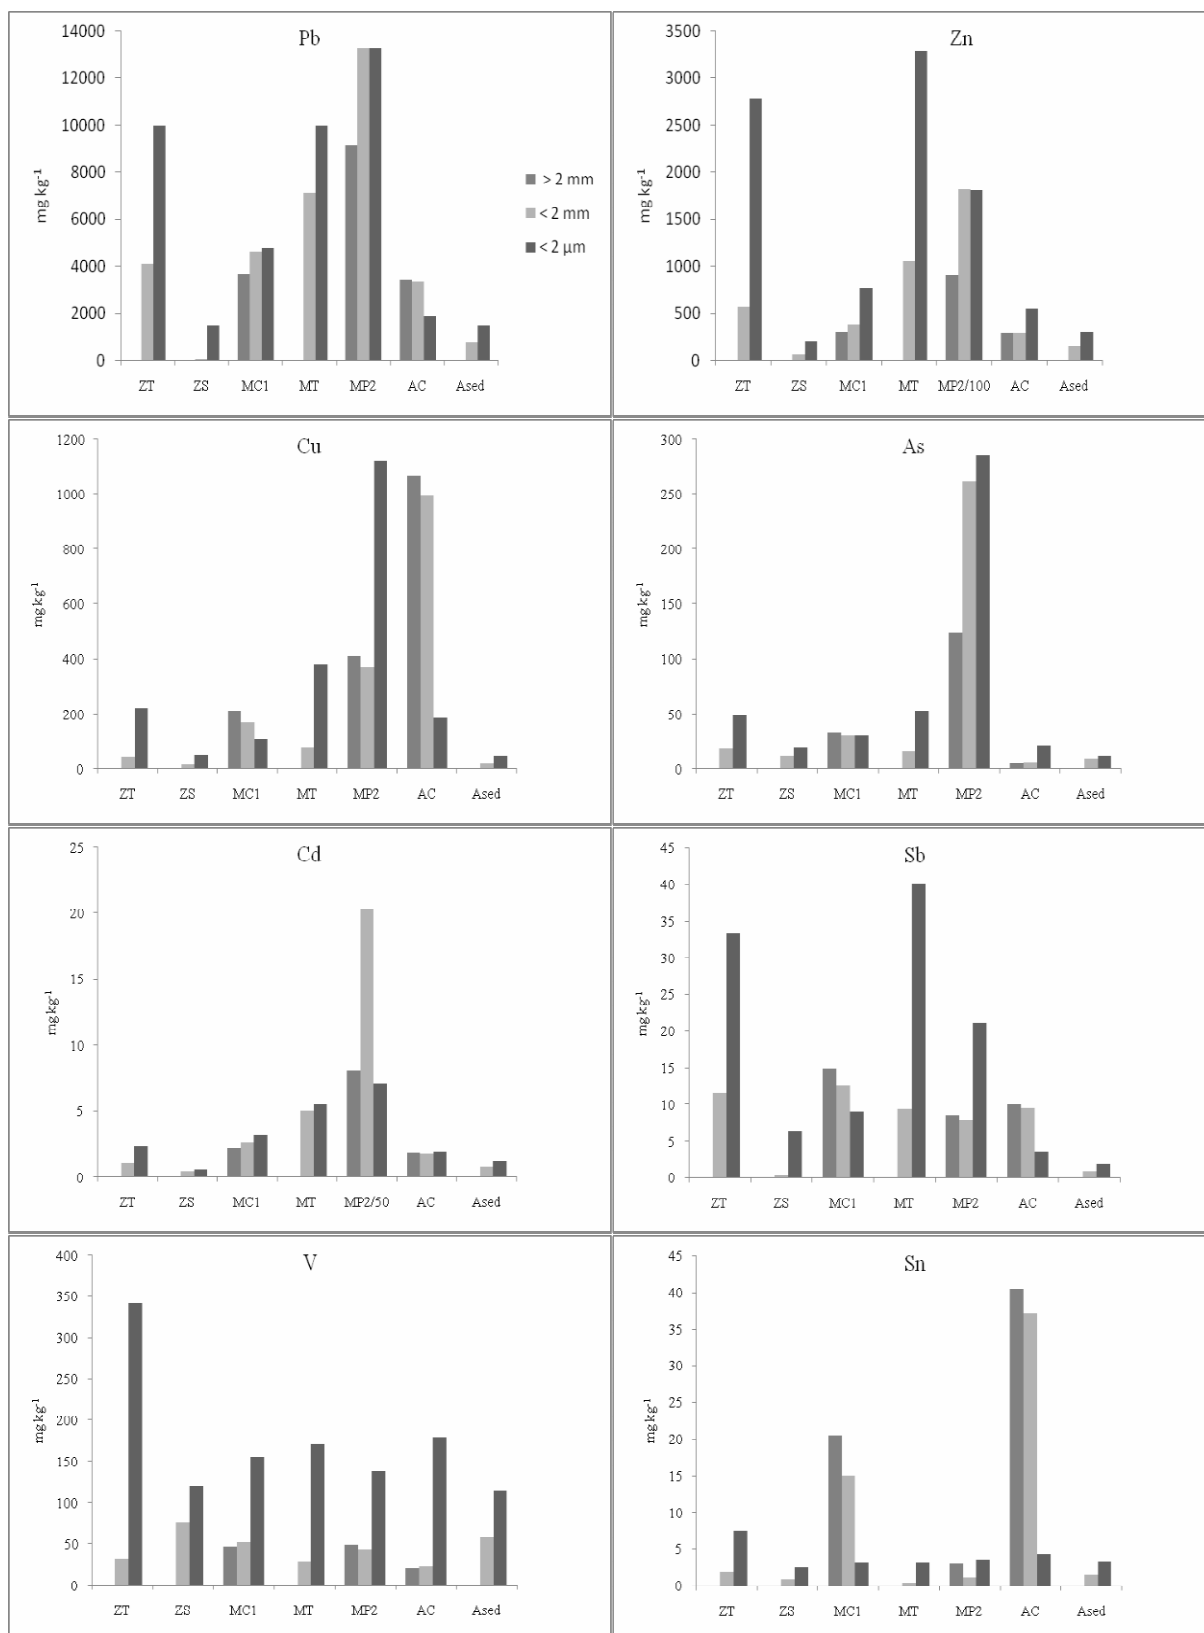 Pb
14000
12000
10000
8000
6000
4000
2000
0
mg kg-1
> 2 mm
< 2 mm
< 2 µm
ZT ZS MC1 MT MP2 AC Ased
Zn
3500
3000
2500
2000
1500
1000
500
0
mg kg-1
ZT ZS MC1 MT MP2/100 AC Ased
Cu
1200
1000
800
600
400
200
0
mg kg-1
ZT ZS MC1 MT MP2 AC Ased
As
300
250
200
150
100
50
0
mg kg-1
ZT ZS MC1 MT MP2 AC Ased
Cd
25
20
15
10
5
0
mg kg-1
ZT ZS MC1 MT MP2/50 AC Ased
Sb
45
40
35
30
25
20
15
10
5
0
mg kg-1
ZT ZS MC1 MT MP2 AC Ased
V
400
350
300
250
200
150
100
50
0
mg kg-1
ZT ZS MC1 MT MP2 AC Ased
Sn
45
40
35
30
25
20
15
10
5
0
mg kg-1
ZT ZS MC1 MT MP2 AC Ased